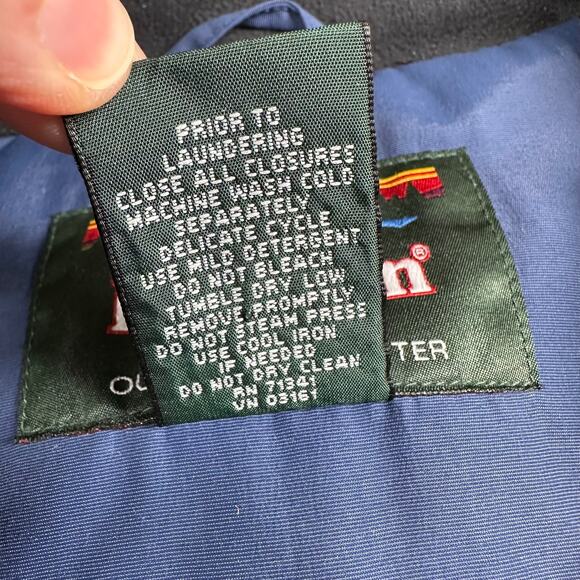 PRIOR TO
LAUNDERING
CLOSE ALL CLOSURES
MACHINE WASH COLD
SEPARATELY
DELICATE CYCLE
USE MILD DETERGENT
DO NOT BLEACH
TUMBLE DRY LOW
REMOVE PROMPTLY
DO NOT STEAM PRESS
USE COOL IRON
IF NEEDED
DO NOT DRY CLEAN
RN 71341
VN 03161